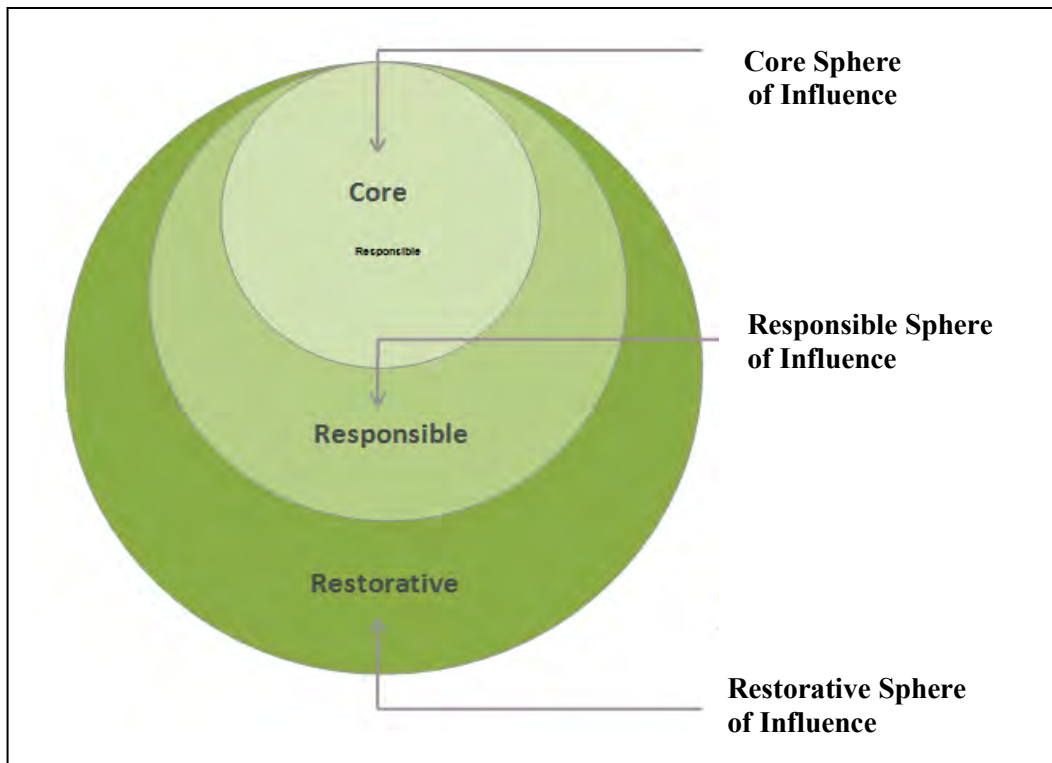 Core Sphere
of Influence
Core
Responsible
Responsible Sphere
of Influence
Responsible
Restorative
Restorative Sphere
of Influence